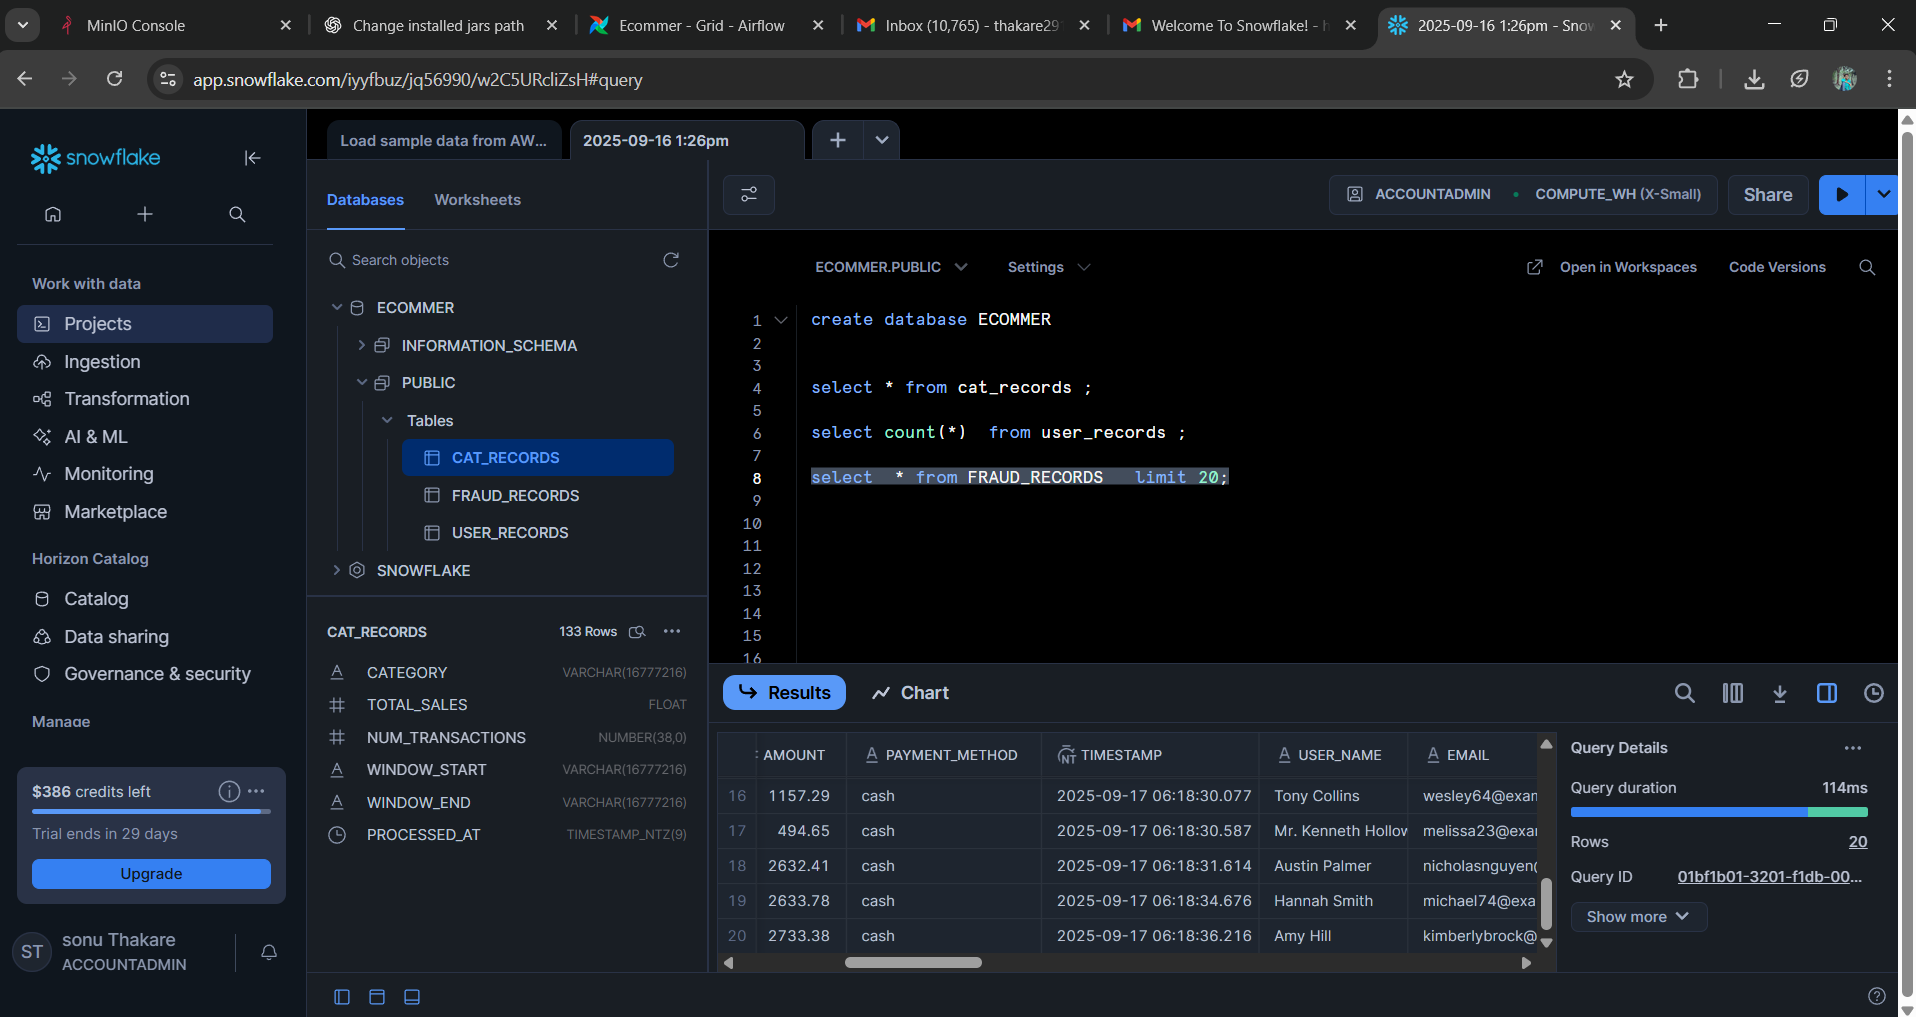 MinIO Console
Change installed jars path
Ecommer - Grid - Airflow
Inbox (10,765) - thakare29
Welcome To Snowflake! - h
2025-09-16 1:26pm - Snow
app.snowflake.com/iyyfbuz/jq56990/w2C5URcliZsH#query
snowflake
Work with data
Projects
Ingestion
Transformation
AI & ML
Monitoring
Marketplace
Horizon Catalog
Catalog
Data sharing
Governance & security
Manage
$386 credits left
Trial ends in 29 days
Upgrade
ST
sonu Thakare
ACCOUNTADMIN
Load sample data from AW...
2025-09-16 1:26pm
Databases
Worksheets
Search objects
ECOMMER
INFORMATION_SCHEMA
PUBLIC
Tables
CAT_RECORDS
FRAUD_RECORDS
USER_RECORDS
SNOWFLAKE
CAT_RECORDS 133 Rows
CATEGORY VARCHAR(16777216)
TOTAL_SALES FLOAT
NUM_TRANSACTIONS NUMBER(38,0)
WINDOW_START VARCHAR(16777216)
WINDOW_END VARCHAR(16777216)
PROCESSED_AT TIMESTAMP_NTZ(9)
ACCOUNTADMIN • COMPUTE_WH (X-Small)
Share
ECOMMER.PUBLIC
Settings
Open in Workspaces
Code Versions
1 create database ECOMMER
2
3
4 select * from cat_records ;
5
6 select count(*) from user_records ;
7
8 select * from FRAUD_RECORDS limit 20;
9
10
11
12
13
14
15
16
Results
Chart
: AMOUNT A PAYMENT_METHOD NT TIMESTAMP A USER_NAME A EMAIL
16 1157.29 cash 2025-09-17 06:18:30.077 Tony Collins wesley64@exam
17 494.65 cash 2025-09-17 06:18:30.587 Mr. Kenneth Hollow melissa23@exa
18 2632.41 cash 2025-09-17 06:18:31.614 Austin Palmer nicholasnguyen
19 2633.78 cash 2025-09-17 06:18:34.676 Hannah Smith michael74@exa
20 2733.38 cash 2025-09-17 06:18:36.216 Amy Hill kimberlybrock@
Query Details
Query duration 114ms
Rows 20
Query ID 01bf1b01-3201-f1db-00...
Show more